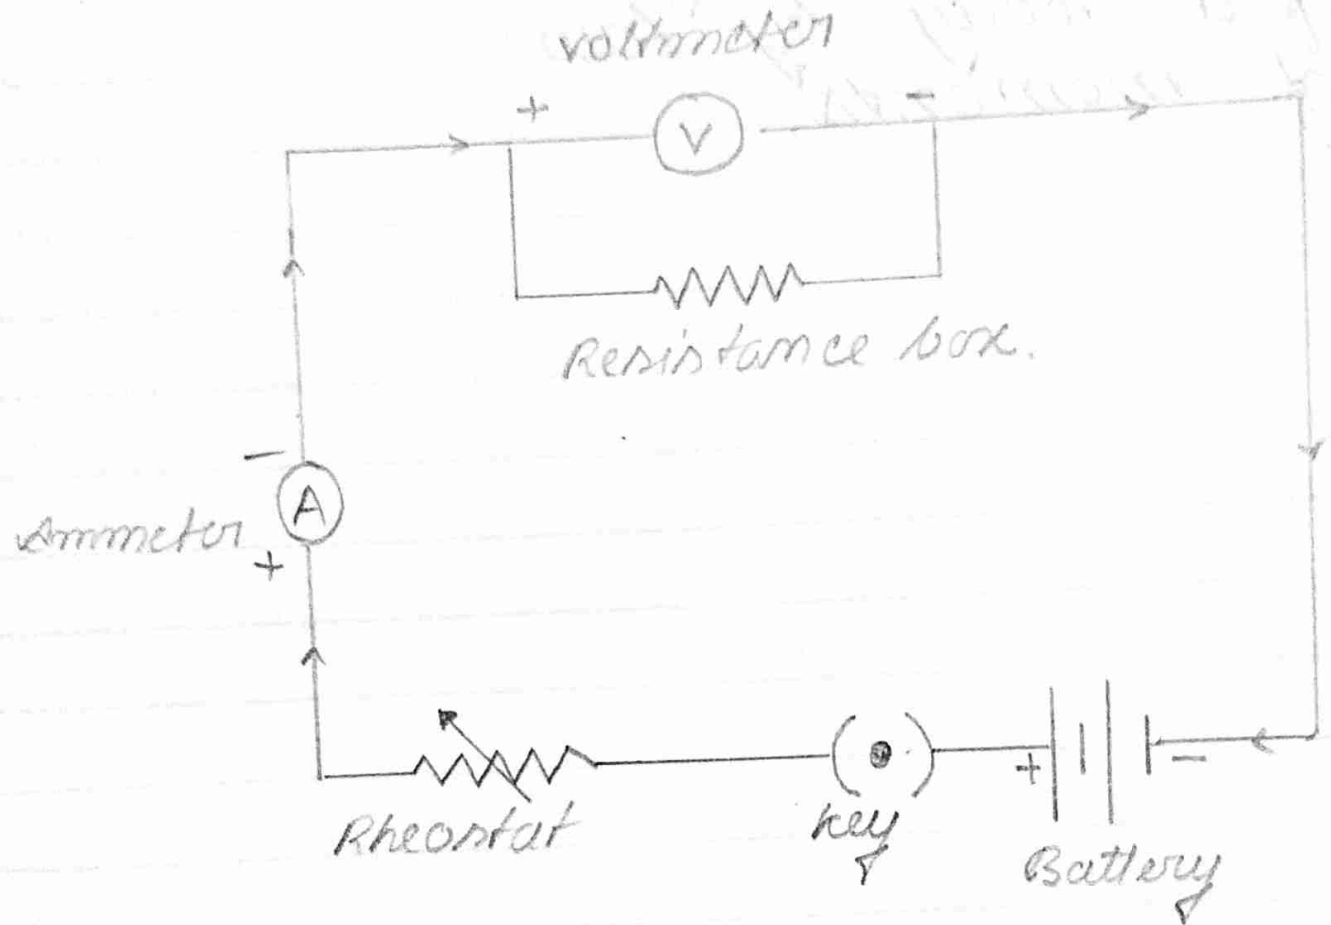 voltmeter
+ −
V
Resistance box.
−
A
Ammeter
+
+ −
Rheostat
key
Battery